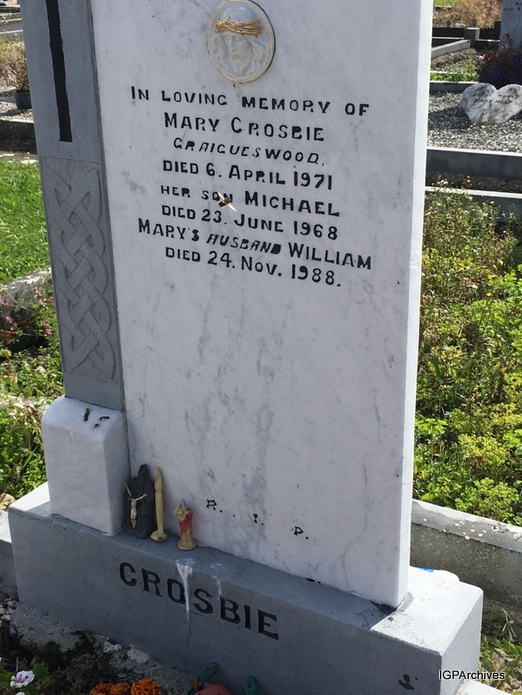 IN LOVING MEMORY OF
MARY CROSBIE
GRAIGUESWOOD.
DIED 6. APRIL 1971
HER SON MICHAEL
DIED 23. JUNE 1968
MARY'S HUSBAND WILLIAM
DIED 24. NOV. 1988.
R. I. P.
CROSBIE
IGPArchives